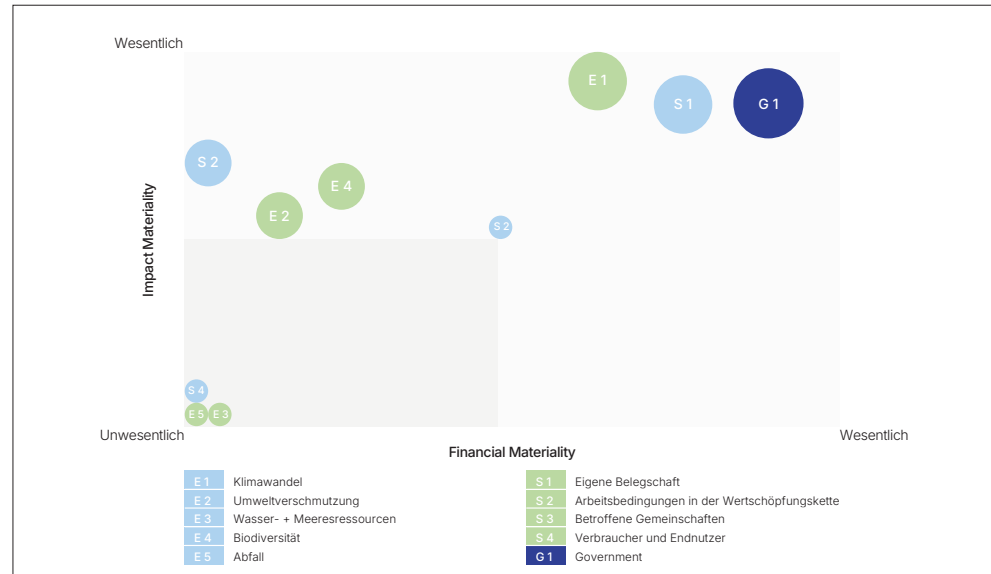 Wesentlich
E 1
S 1
G 1
S 2
E 4
E 2
S 2
Impact Materiality
S 4
E 5
E 3
Unwesentlich
Wesentlich
Financial Materiality
E 1 Klimawandel
E 2 Umweltverschmutzung
E 3 Wasser- + Meeresressourcen
E 4 Biodiversität
E 5 Abfall
S 1 Eigene Belegschaft
S 2 Arbeitsbedingungen in der Wertschöpfungskette
S 3 Betroffene Gemeinschaften
S 4 Verbraucher und Endnutzer
G 1 Government